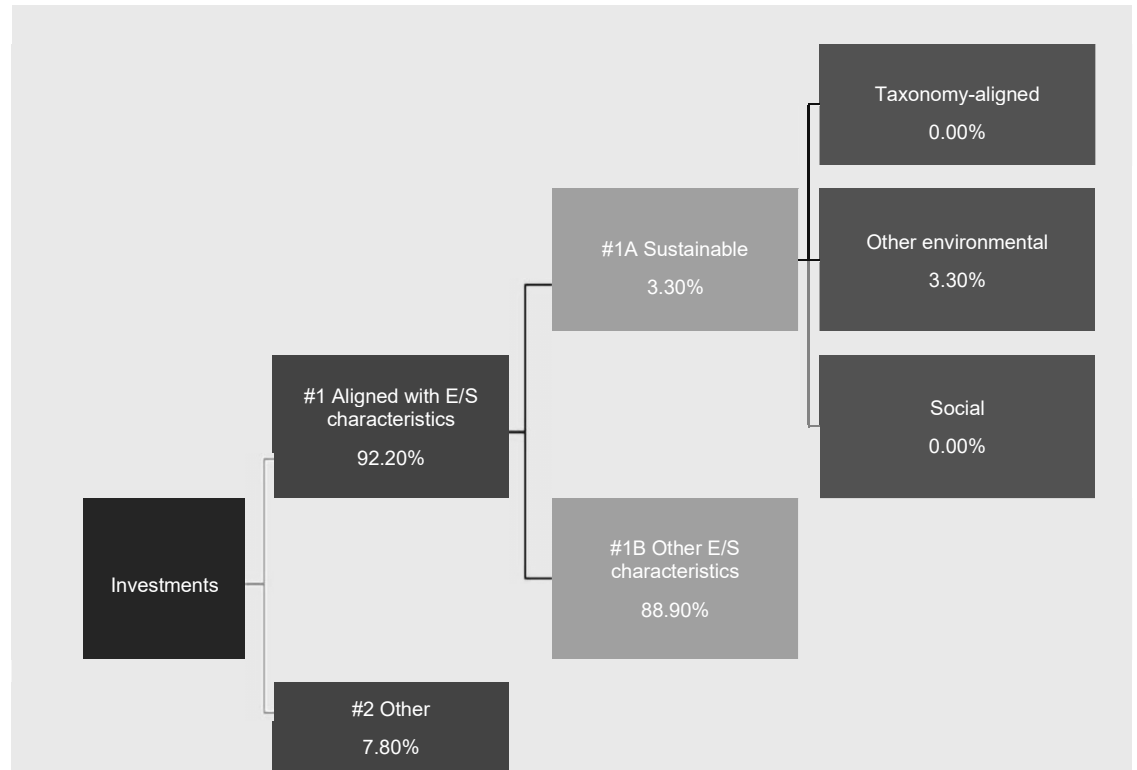 Taxonomy-aligned
0.00%
#1A Sustainable
3.30%
Other environmental
3.30%
#1 Aligned with E/S
characteristics
92.20%
Social
0.00%
Investments
#1B Other E/S
characteristics
88.90%
#2 Other
7.80%